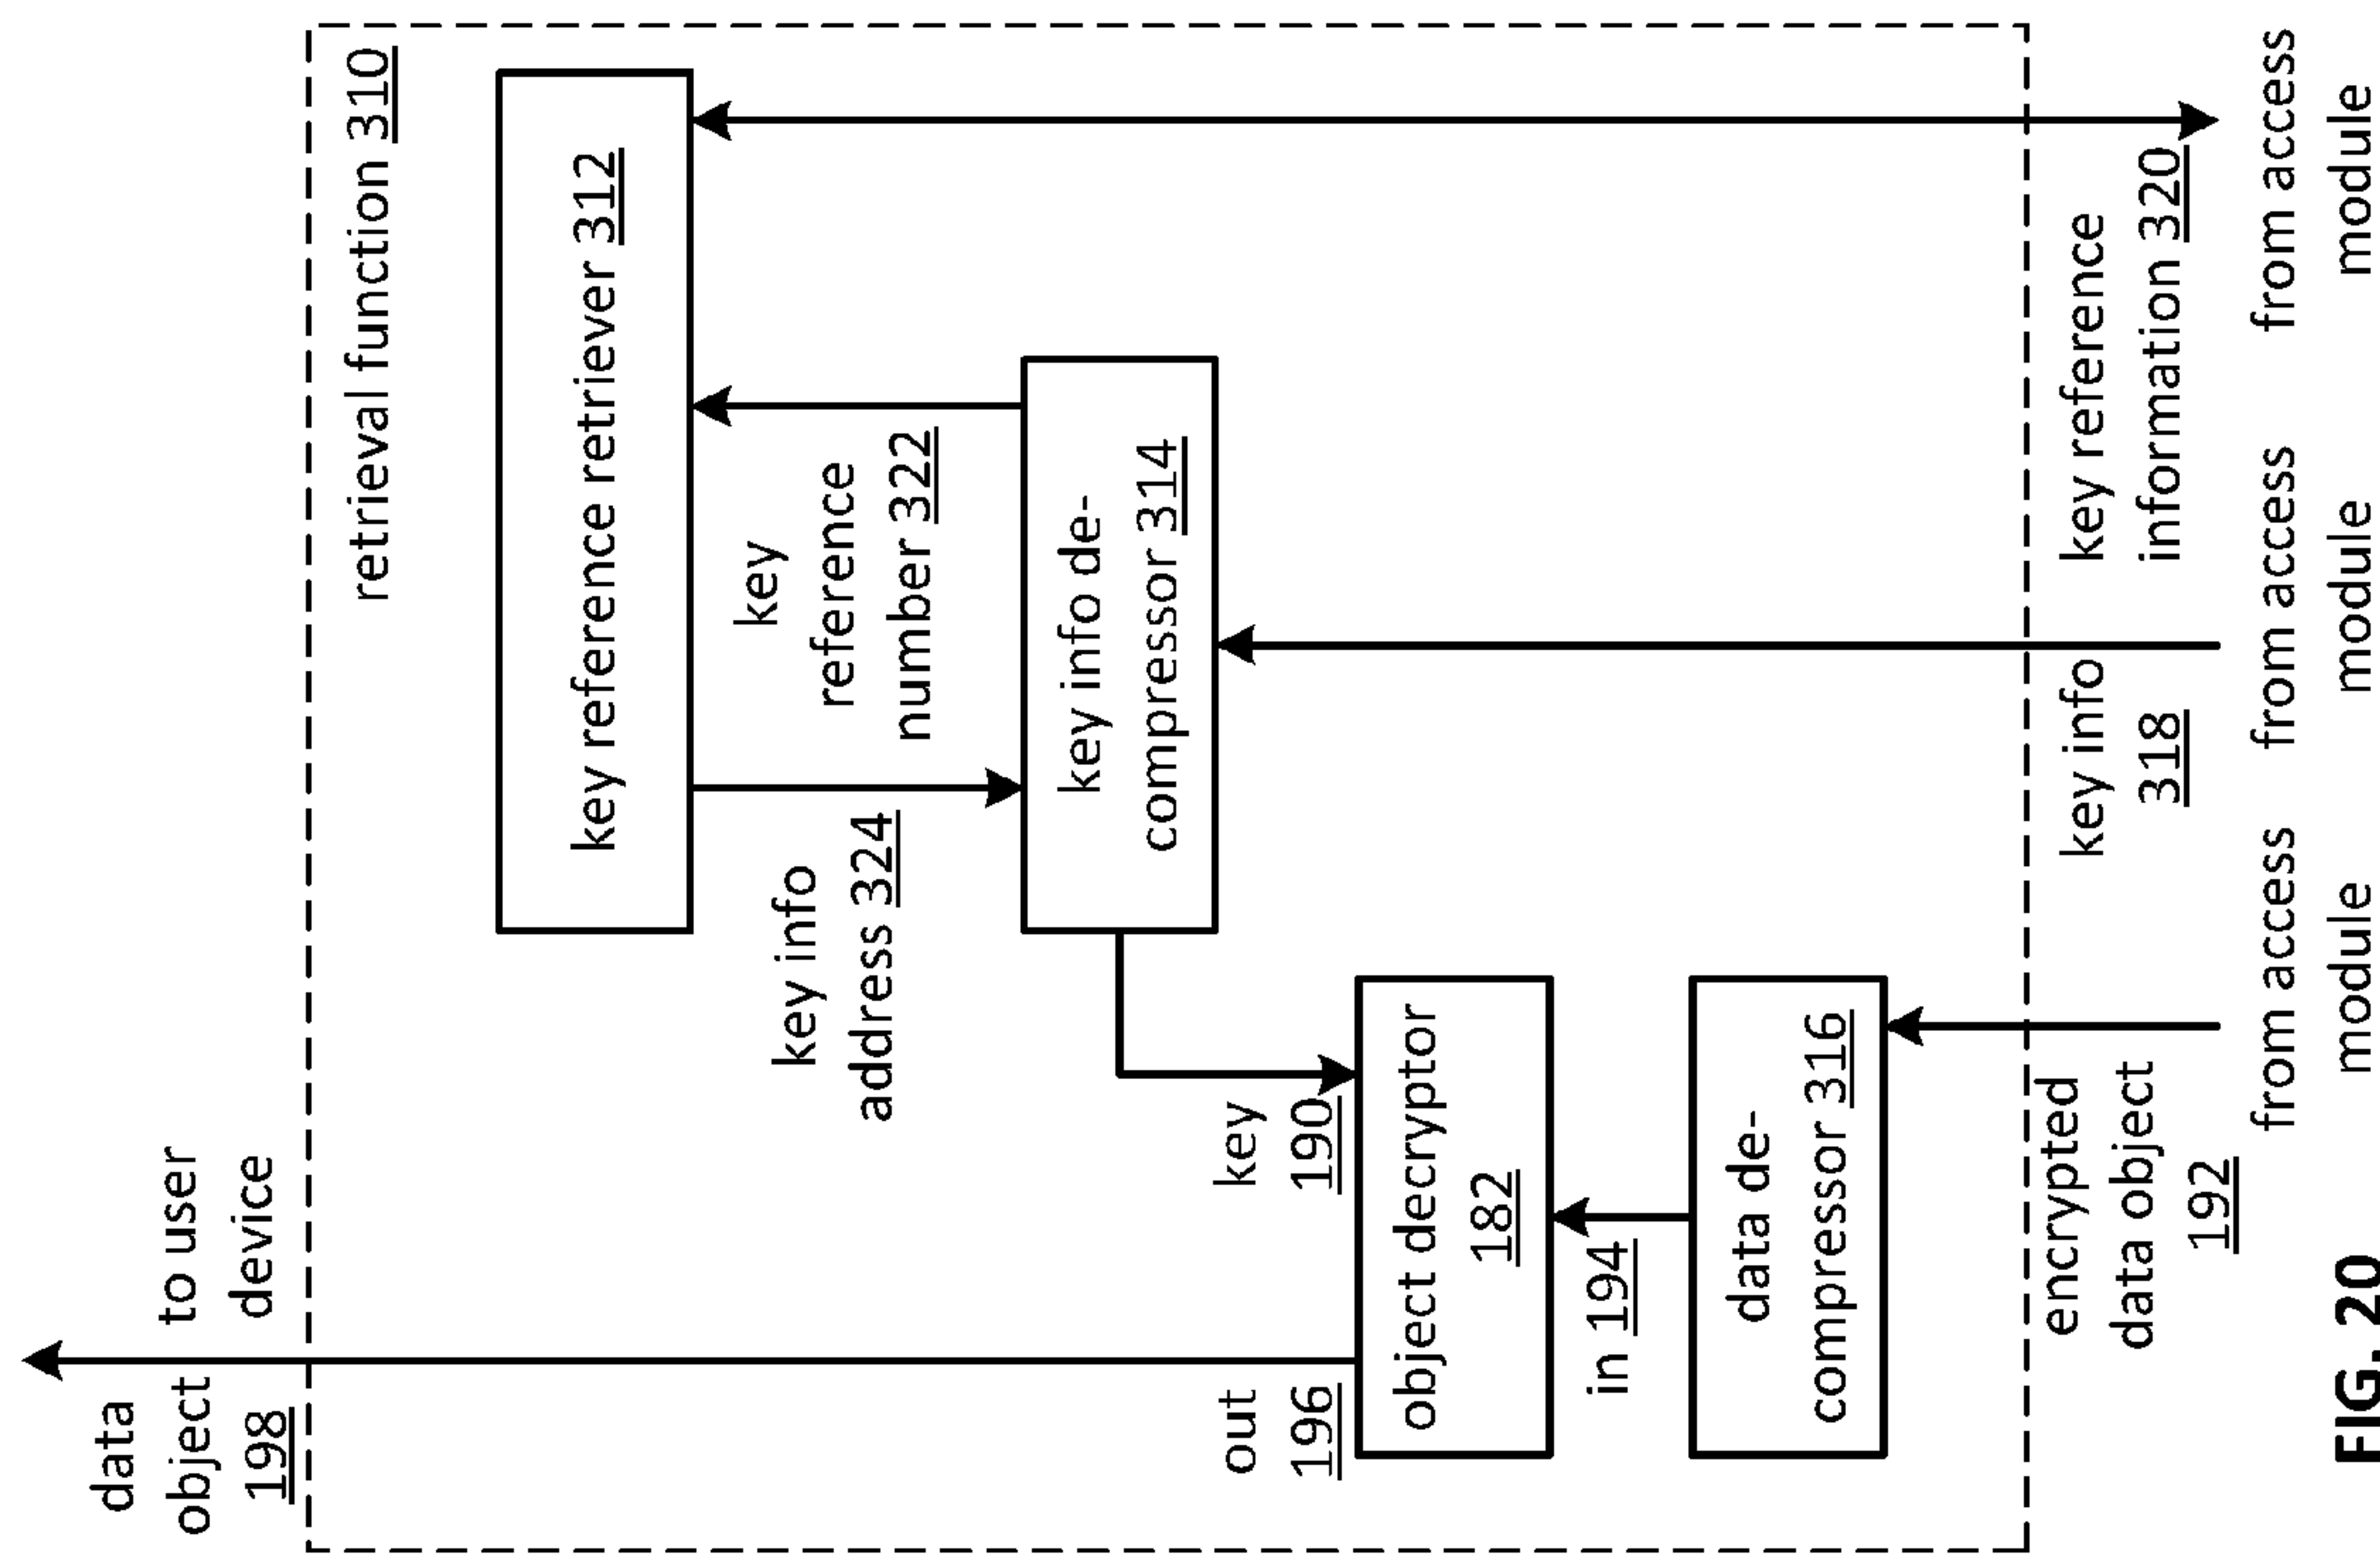 data
object
198
to user
device
retrieval function 310
key reference retriever 312
key info
address 324
key
reference
number 322
key info de-
compressor 314
out
196
key
190
object decryptor
182
in 194
data de-
compressor 316
encrypted
data object
192
key info
318
key reference
information 320
from access
module
from access
module
from access
module
FIG. 20